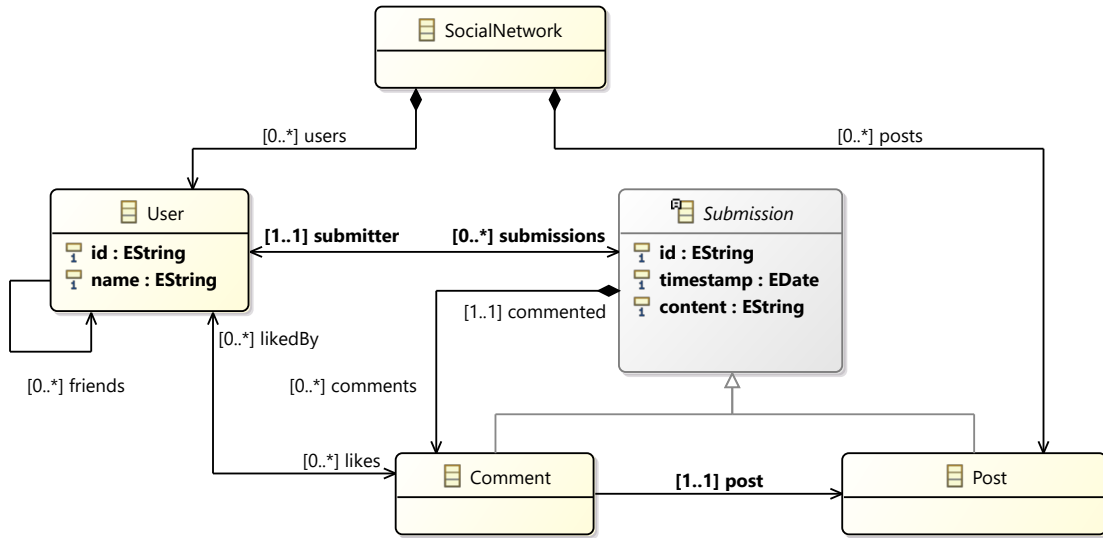 SocialNetwork
[0..*] users
[0..*] posts
User
id : EString
name : EString
[1..1] submitter
[0..*] submissions
Submission
id : EString
timestamp : EDate
content : EString
[1..1] commented
[0..*] likedBy
[0..*] friends
[0..*] comments
[0..*] likes
Comment
[1..1] post
Post